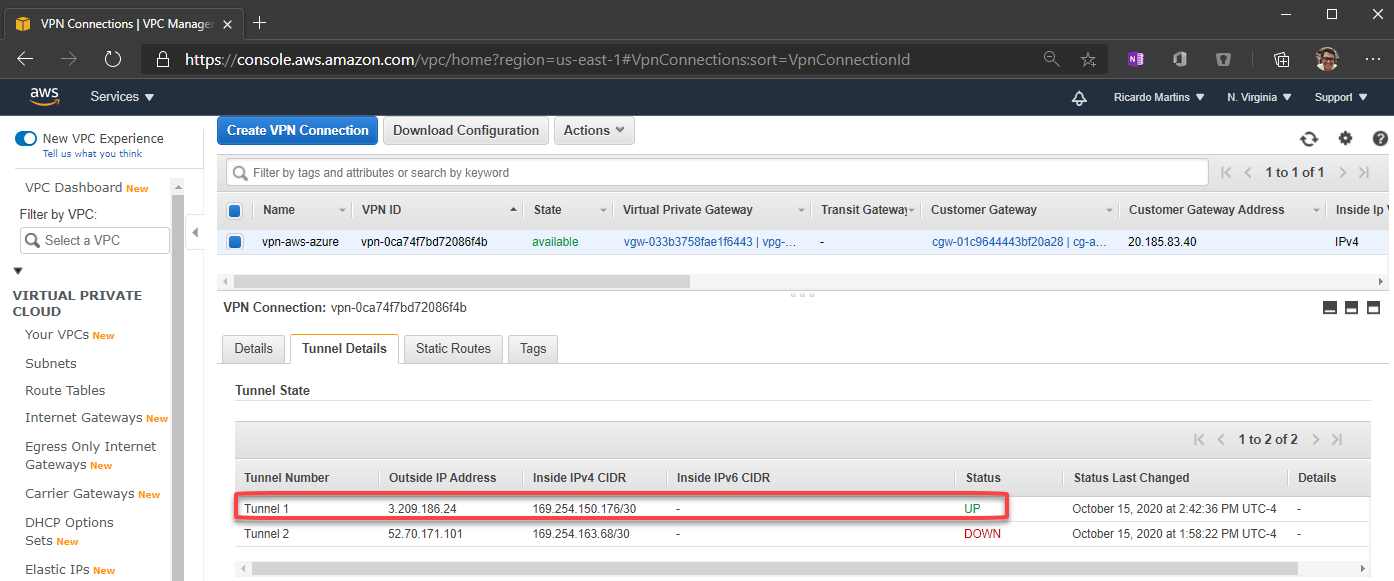 VPN Connections | VPC Manage
https://console.aws.amazon.com/vpc/home?region=us-east-1#VpnConnections:sort=VpnConnectionId
N
aws Services Ricardo Martins N. Virginia Support
New VPC Experience
Tell us what you think
VPC Dashboard New
Filter by VPC:
Select a VPC
VIRTUAL PRIVATE
CLOUD
Your VPCs New
Subnets
Route Tables
Internet Gateways New
Egress Only Internet
Gateways New
Carrier Gateways New
DHCP Options
Sets New
Elastic IPs New
Create VPN Connection Download Configuration Actions
Filter by tags and attributes or search by keyword 1 to 1 of 1
Name VPN ID State Virtual Private Gateway Transit Gateway Customer Gateway Customer Gateway Address Inside Ip V
vpn-aws-azure vpn-0ca74f7bd72086f4b available vgw-033b3758fae1f6443 | vpg-... - cgw-01c9644443bf20a28 | cg-a... 20.185.83.40 IPv4
VPN Connection: vpn-0ca74f7bd72086f4b
Details Tunnel Details Static Routes Tags
Tunnel State
1 to 2 of 2
Tunnel Number Outside IP Address Inside IPv4 CIDR Inside IPv6 CIDR Status Status Last Changed Details
Tunnel 1 3.209.186.24 169.254.150.176/30 - UP October 15, 2020 at 2:42:36 PM UTC-4 -
Tunnel 2 52.70.171.101 169.254.163.68/30 - DOWN October 15, 2020 at 1:58:22 PM UTC-4 -